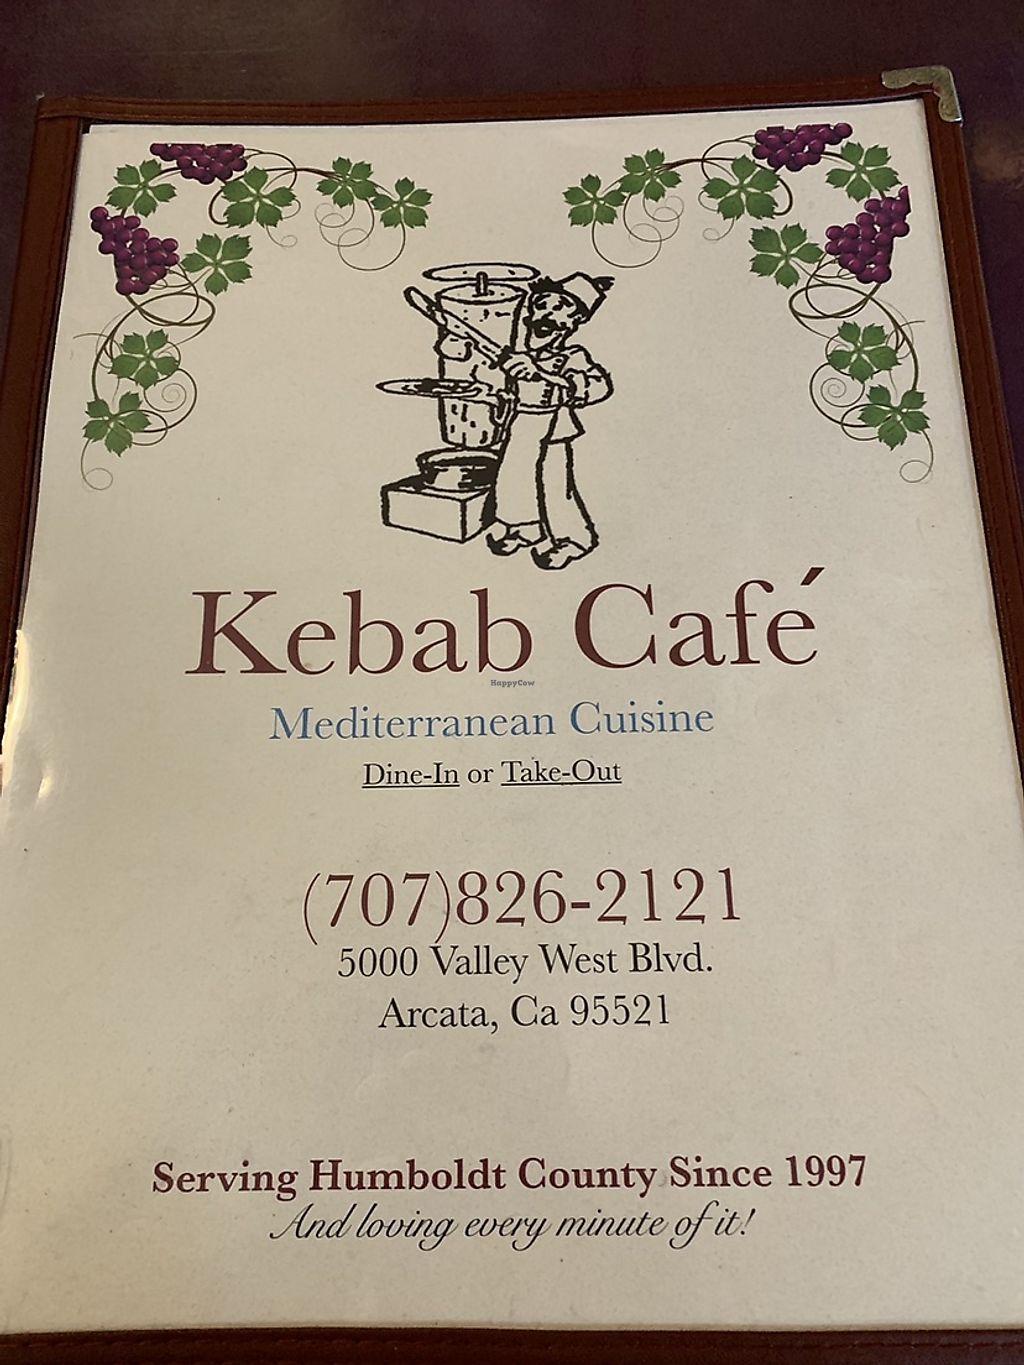 Kebab Café
HappyCow
Mediterranean Cuisine
Dine-In or Take-Out
(707)826-2121
5000 Valley West Blvd.
Arcata, Ca 95521
Serving Humboldt County Since 1997
And loving every minute of it!